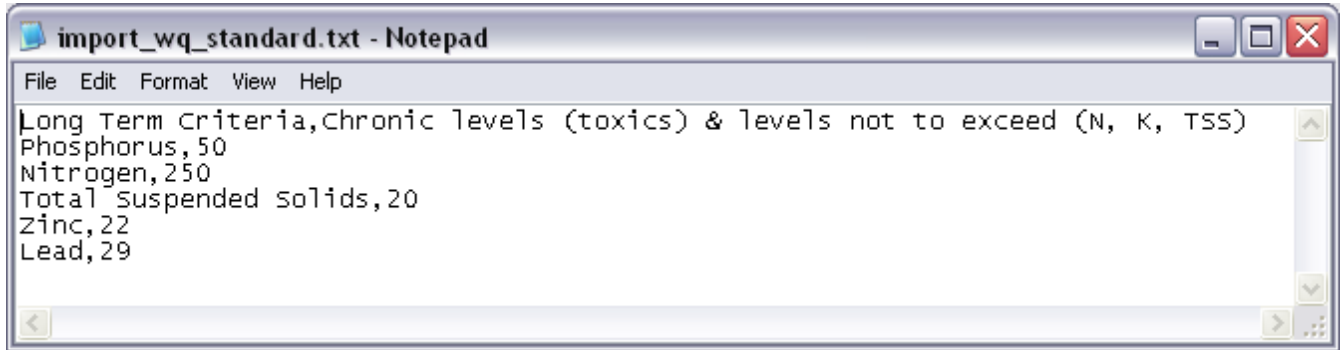 import_wq_standard.txt - Notepad
File Edit Format View Help
Long Term Criteria,Chronic levels (toxics) & levels not to exceed (N, K, TSS)
Phosphorus,50
Nitrogen,250
Total Suspended Solids,20
Zinc,22
Lead,29